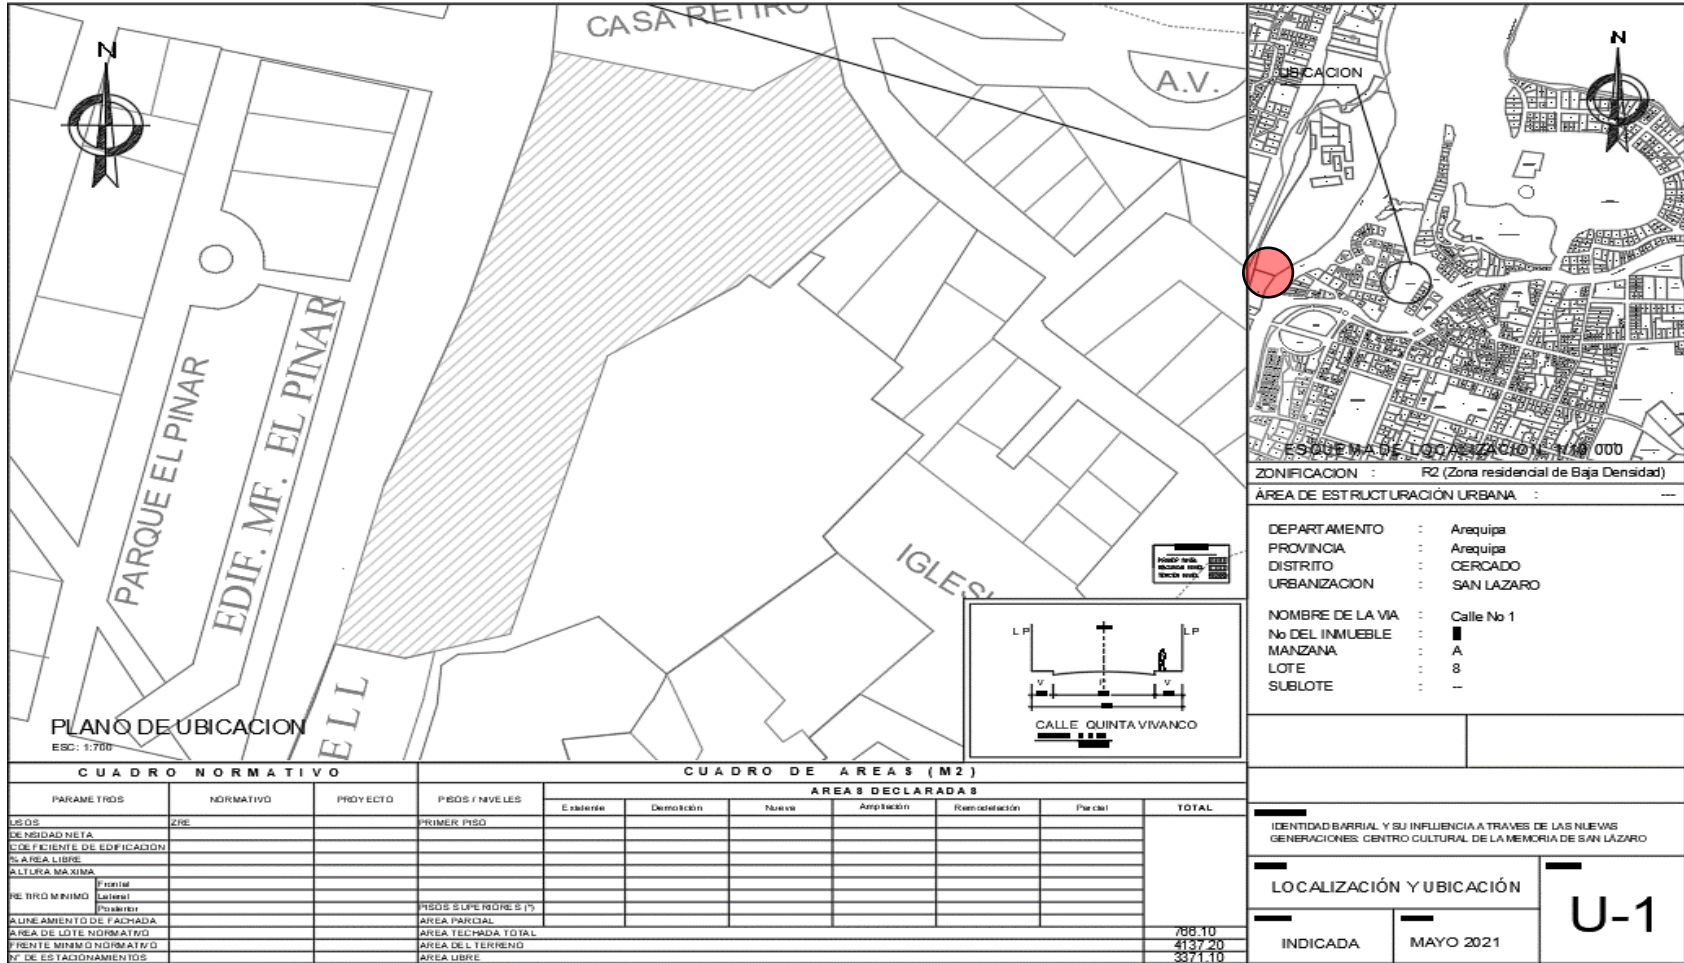 N
CASA RETIRO
A.V.
PARQUE EL PINAR
EDIF. MF. EL PINAR
IGLESI
ELL
PLANO DE UBICACION
ESC: 1:700
L P
L P
V
V
CALLE QUINTA VIVANCO
UBICACION
N
ESQUEMA DE LOCALIZACION 1/10 000
ZONIFICACION : R2 (Zona residencial de Baja Densidad)
ÁREA DE ESTRUCTURACIÓN URBANA : ---
DEPARTAMENTO : Arequipa
PROVINCIA : Arequipa
DISTRITO : CERCADO
URBANIZACION : SAN LAZARO
NOMBRE DE LA VIA : Calle No 1
No DEL INMUEBLE :
MANZANA : A
LOTE : 8
SUBLOTE : --
CUADRO NORMATIVO
PARAMETROS NORMATIVO PROYECTO
USOS ZRE
DENSIDAD NETA
COEFICIENTE DE EDIFICACION
% AREA LIBRE
ALTURA MAXIMA
RETIRO MINIMO Frontal
Lateral
Posterior
ALINEAMIENTO DE FACHADA
AREA DE LOTE NORMATIVO
FRENTE MINIMO NORMATIVO
N° DE ESTACIONAMIENTOS
CUADRO DE AREAS (M2)
PISOS / NIVELES
AREAS DECLARADAS
Existente Demolición Nueva Ampliación Remodelación Parcial TOTAL
PRIMER PISO
PISOS SUPERIORES (*)
AREA PARCIAL
AREA TECHADA TOTAL 766.10
AREA DEL TERRENO 4137.20
AREA LIBRE 3371.10
IDENTIDAD BARRIAL Y SU INFLUENCIA A TRAVES DE LAS NUEVAS
GENERACIONES: CENTRO CULTURAL DE LA MEMORIA DE SAN LÁZARO
LOCALIZACIÓN Y UBICACIÓN
INDICADA
MAYO 2021
U-1